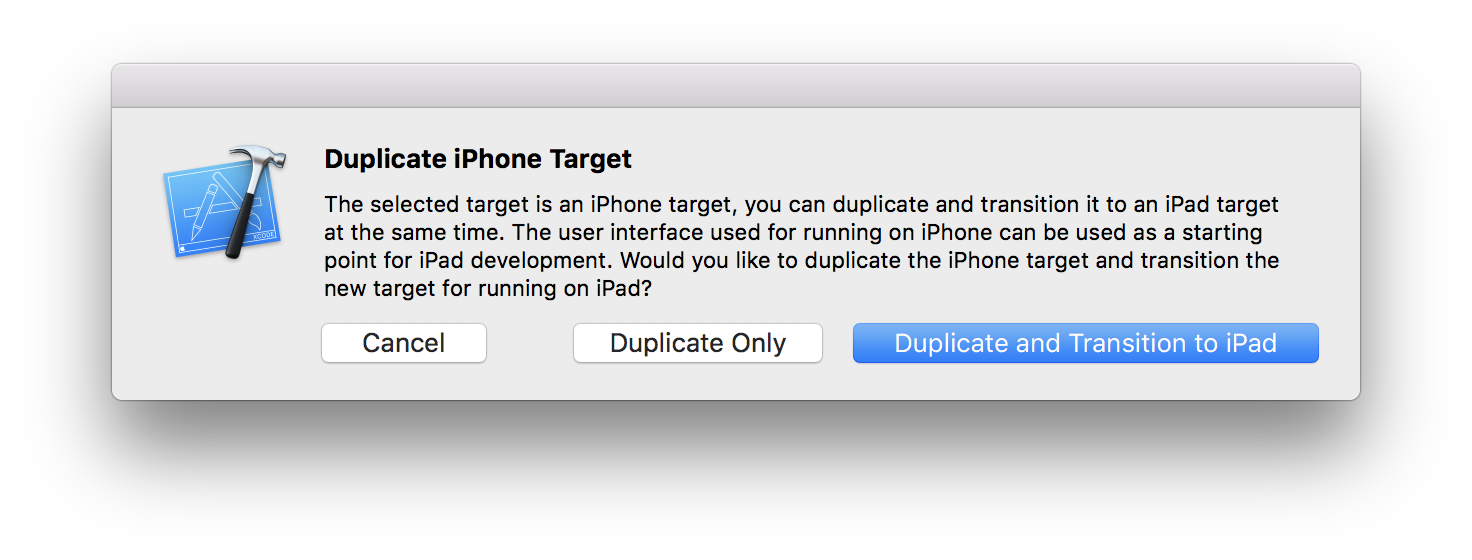 Duplicate iPhone Target
The selected target is an iPhone target, you can duplicate and transition it to an iPad target
at the same time. The user interface used for running on iPhone can be used as a starting
point for iPad development. Would you like to duplicate the iPhone target and transition the
new target for running on iPad?
XCODE
Cancel Duplicate Only Duplicate and Transition to iPad